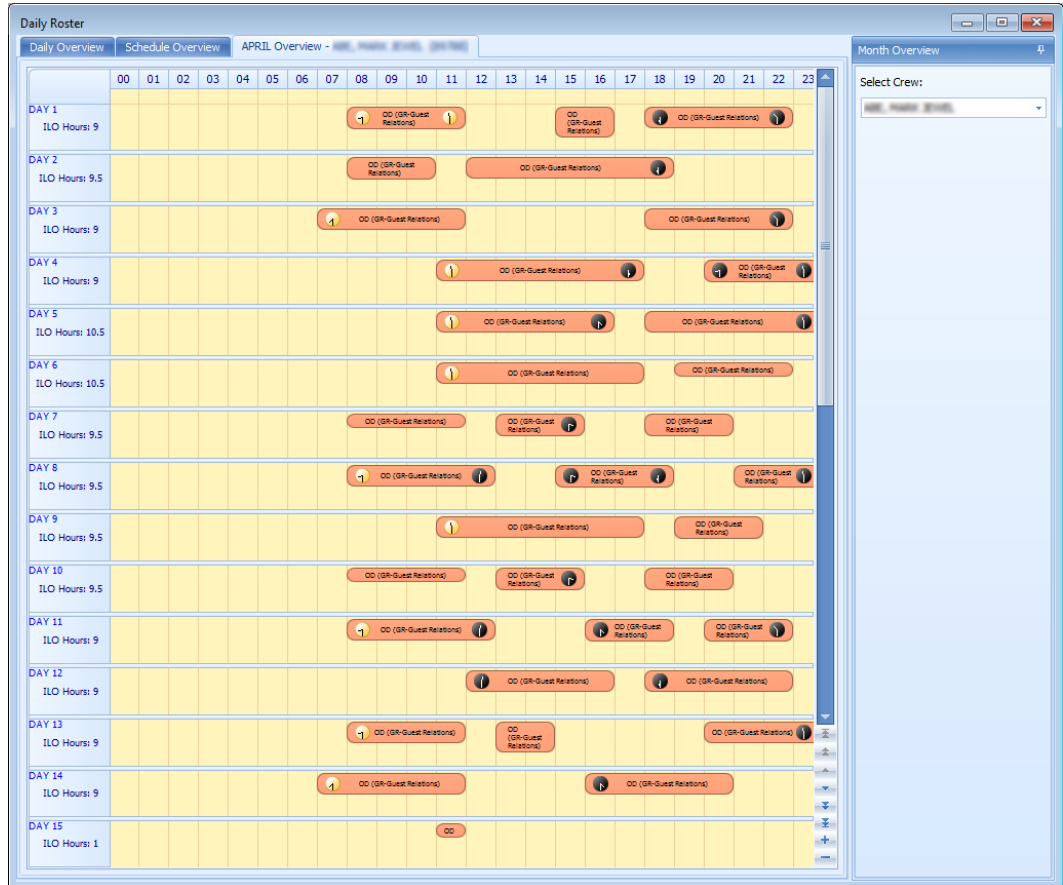 Daily Roster
Daily Overview Schedule Overview APRIL Overview -
Month Overview
Select Crew:
00 01 02 03 04 05 06 07 08 09 10 11 12 13 14 15 16 17 18 19 20 21 22 23
DAY 1
ILO Hours: 9
OD (GR-Guest
Relations)
OD
(GR-Guest
Relations)
OD (GR-Guest Relations)
DAY 2
ILO Hours: 9.5
OD (GR-Guest
Relations)
OD (GR-Guest Relations)
DAY 3
ILO Hours: 9
OD (GR-Guest Relations)
OD (GR-Guest Relations)
DAY 4
ILO Hours: 9
OD (GR-Guest Relations)
OD (GR-Guest
Relations)
DAY 5
ILO Hours: 10.5
OD (GR-Guest Relations)
OD (GR-Guest Relations)
DAY 6
ILO Hours: 10.5
OD (GR-Guest Relations)
OD (GR-Guest Relations)
DAY 7
ILO Hours: 9.5
OD (GR-Guest Relations)
OD (GR-Guest
Relations)
OD (GR-Guest
Relations)
DAY 8
ILO Hours: 9.5
OD (GR-Guest Relations)
OD (GR-Guest
Relations)
OD (GR-Guest
Relations)
DAY 9
ILO Hours: 9.5
OD (GR-Guest Relations)
OD (GR-Guest
Relations)
DAY 10
ILO Hours: 9.5
OD (GR-Guest Relations)
OD (GR-Guest
Relations)
OD (GR-Guest
Relations)
DAY 11
ILO Hours: 9
OD (GR-Guest Relations)
OD (GR-Guest
Relations)
OD (GR-Guest
Relations)
DAY 12
ILO Hours: 9
OD (GR-Guest Relations)
OD (GR-Guest Relations)
DAY 13
ILO Hours: 9
OD (GR-Guest Relations)
OD
(GR-Guest
Relations)
OD (GR-Guest Relations)
DAY 14
ILO Hours: 9
OD (GR-Guest Relations)
OD (GR-Guest Relations)
DAY 15
ILO Hours: 1
OD